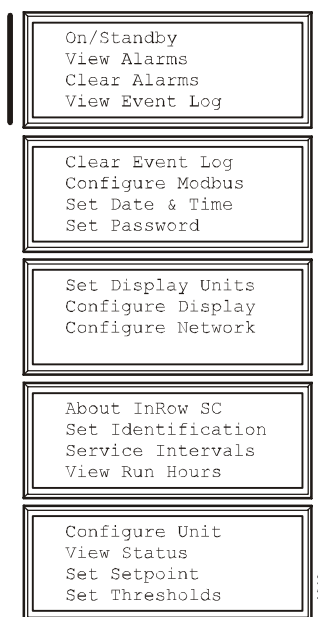 On/Standby
View Alarms
Clear Alarms
View Event Log
Clear Event Log
Configure Modbus
Set Date & Time
Set Password
Set Display Units
Configure Display
Configure Network
About InRow SC
Set Identification
Service Intervals
View Run Hours
Configure Unit
View Status
Set Setpoint
Set Thresholds